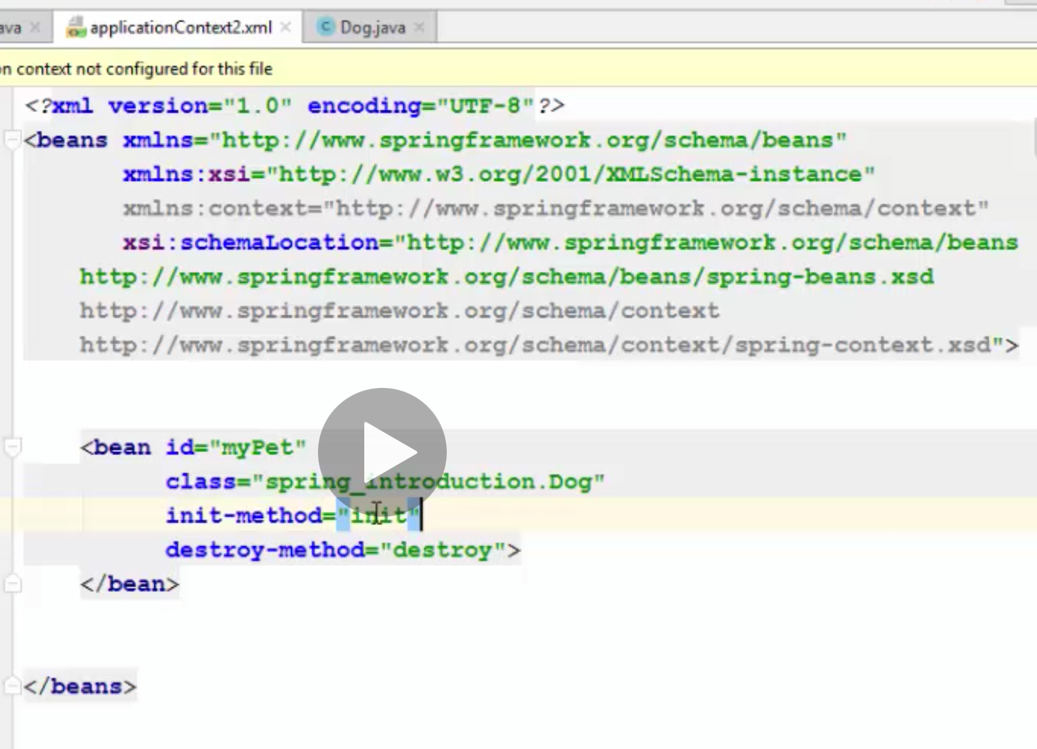 ava applicationContext2.xml Dog.java
on context not configured for this file
<?xml version="1.0" encoding="UTF-8"?>
<beans xmlns="http://www.springframework.org/schema/beans"
xmlns:xsi="http://www.w3.org/2001/XMLSchema-instance"
xmlns:context="http://www.springframework.org/schema/context"
xsi:schemaLocation="http://www.springframework.org/schema/beans
http://www.springframework.org/schema/beans/spring-beans.xsd
http://www.springframework.org/schema/context
http://www.springframework.org/schema/context/spring-context.xsd">
<bean id="myPet"
class="spring_introduction.Dog"
init-method="init"
destroy-method="destroy">
</bean>
</beans>